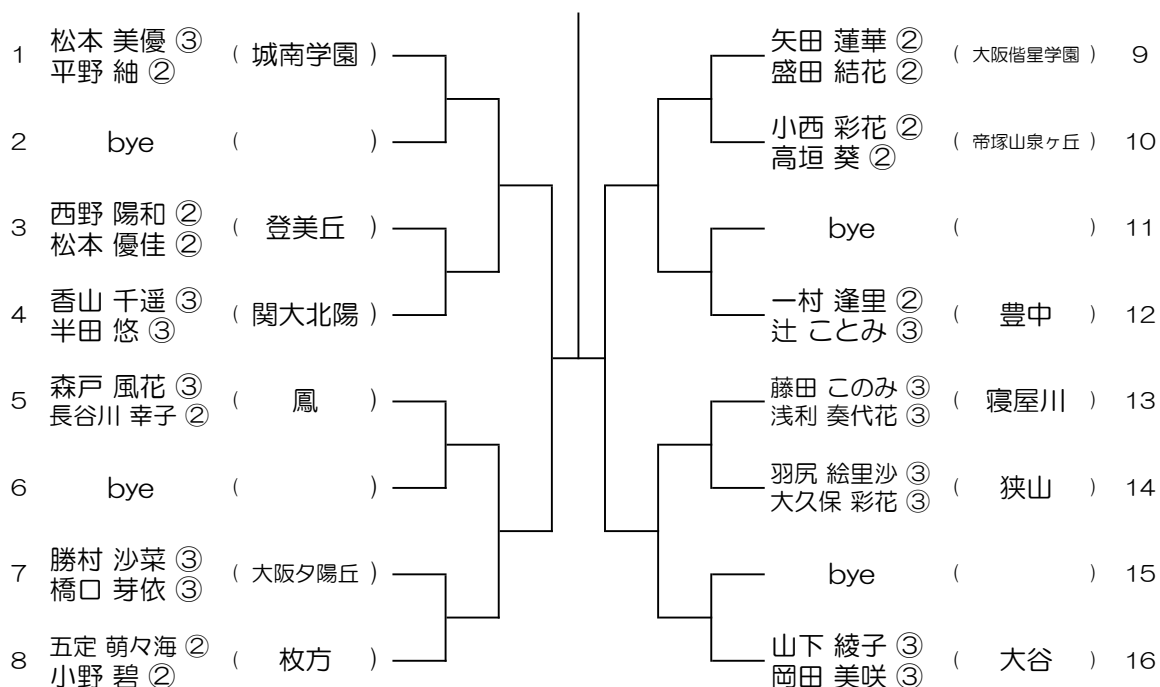 1 松本 美優 ③ ( 城南学園 )
平野 紬 ②
2 bye ( )
3 西野 陽和 ② ( 登美丘 )
松本 優佳 ②
4 香山 千遥 ③ ( 関大北陽 )
半田 悠 ③
5 森戸 風花 ③ ( 鳳 )
長谷川 幸子 ②
6 bye ( )
7 勝村 沙菜 ③ ( 大阪夕陽丘 )
橋口 芽依 ③
8 五定 萌々海 ② ( 枚方 )
小野 碧 ②
矢田 蓮華 ② ( 大阪偕星学園 ) 9
盛田 結花 ②
小西 彩花 ② ( 帝塚山泉ヶ丘 ) 10
高垣 葵 ②
bye ( ) 11
一村 逢里 ② ( 豊中 ) 12
辻 ことみ ③
藤田 このみ ③ ( 寝屋川 ) 13
浅利 奏代花 ③
羽尻 絵里沙 ③ ( 狭山 ) 14
大久保 彩花 ③
bye ( ) 15
山下 綾子 ③ ( 大谷 ) 16
岡田 美咲 ③